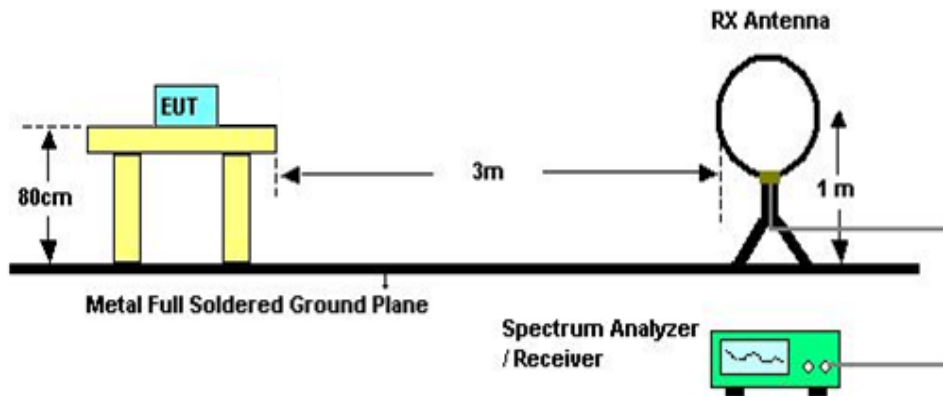 RX Antenna
EUT
3m
80cm
1 m
Metal Full Soldered Ground Plane
Spectrum Analyzer
/ Receiver